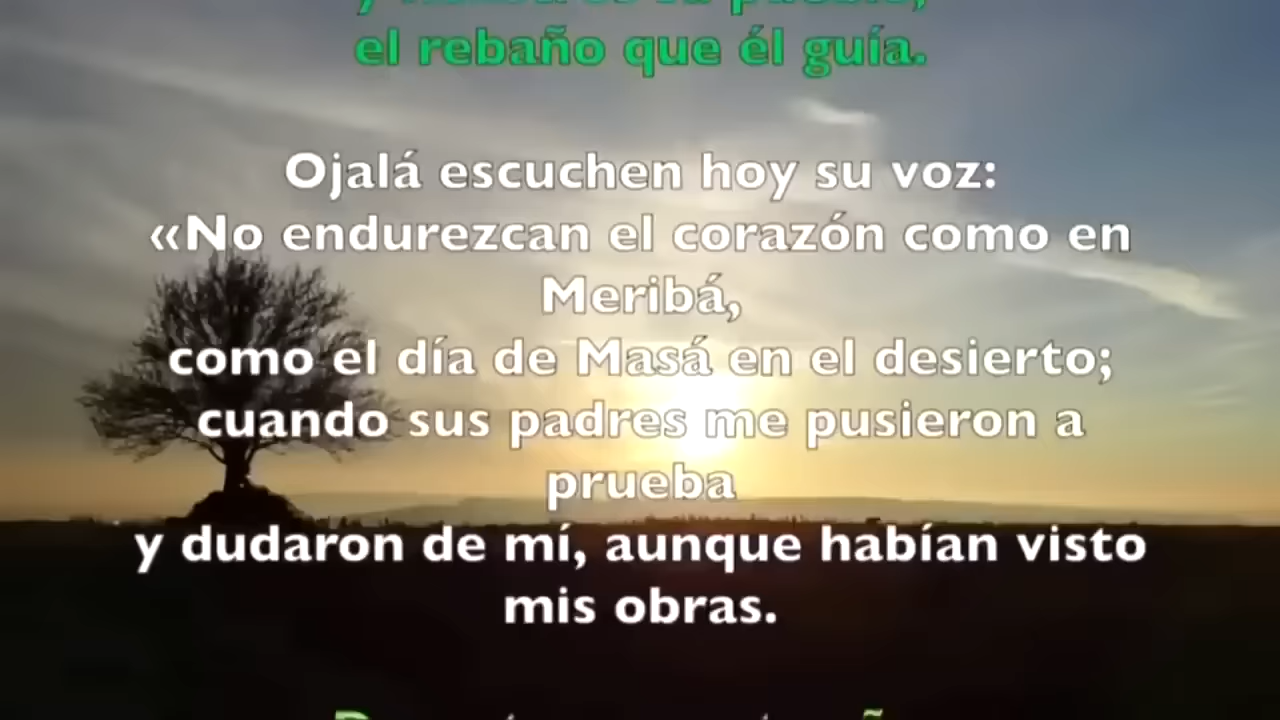 el rebaño que él guía.
Ojalá escuchen hoy su voz:
«No endurezcan el corazón como en
Meribá,
como el día de Masá en el desierto;
cuando sus padres me pusieron a
prueba
y dudaron de mí, aunque habían visto
mis obras.